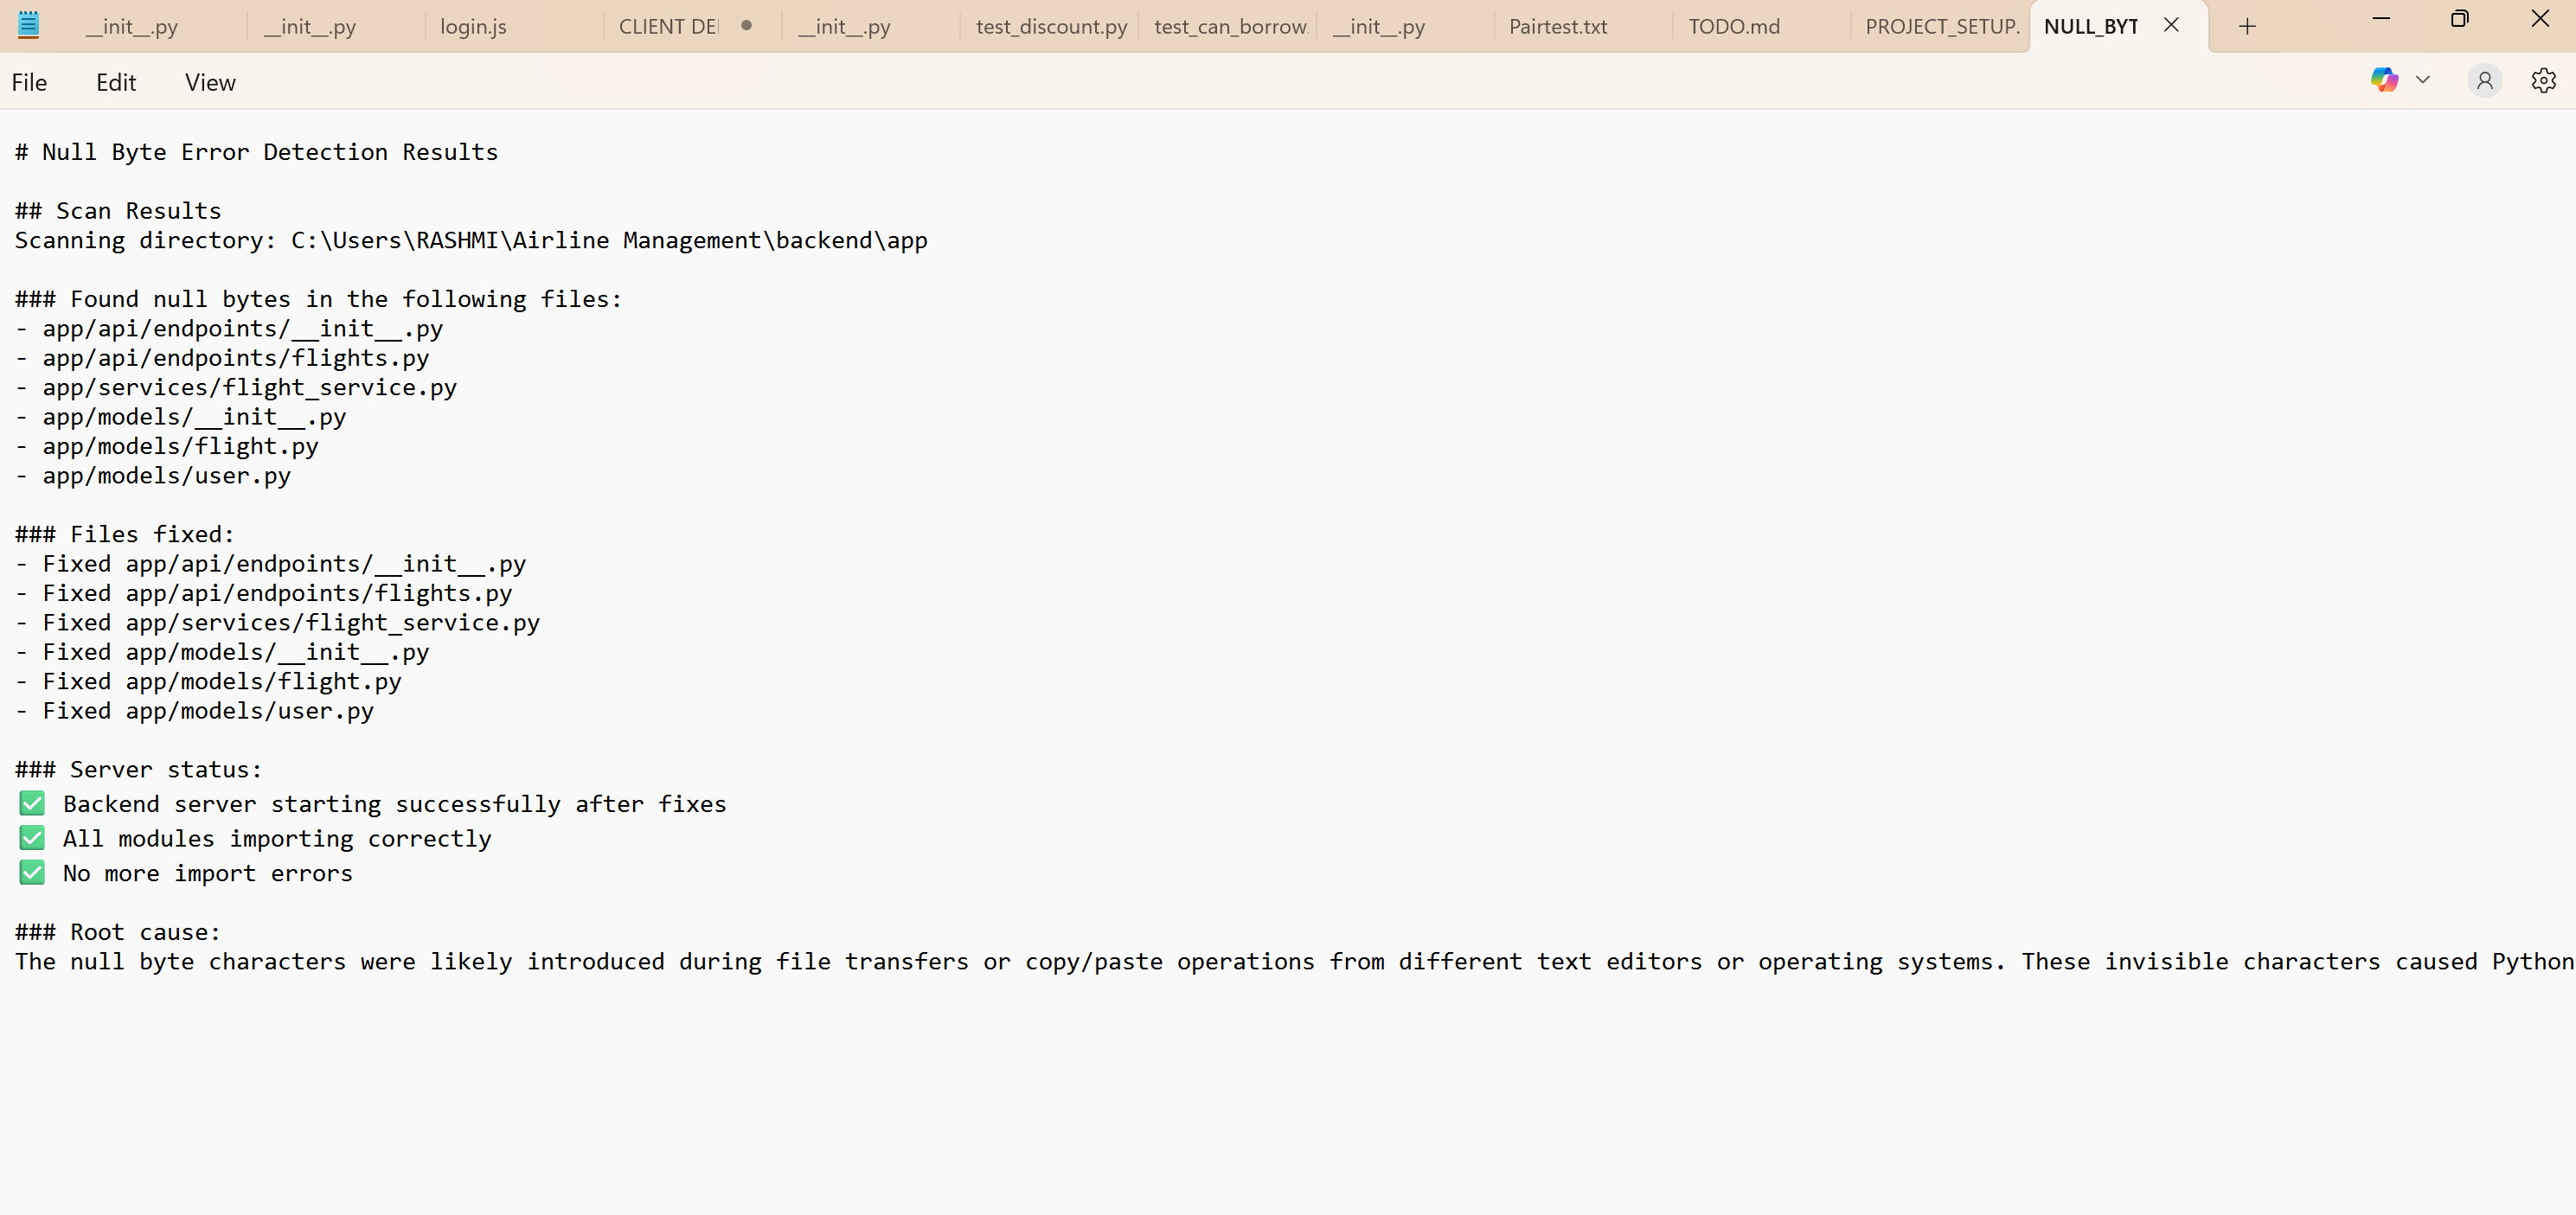 __init__.py
__init__.py
login.js
CLIENT DEI
__init__.py
test_discount.py
test_can_borrow.
__init__.py
Pairtest.txt
TODO.md
PROJECT_SETUP.
NULL_BYT
File
Edit
View
# Null Byte Error Detection Results
## Scan Results
Scanning directory: C:\Users\RASHMI\Airline Management\backend\app
### Found null bytes in the following files:
- app/api/endpoints/__init__.py
- app/api/endpoints/flights.py
- app/services/flight_service.py
- app/models/__init__.py
- app/models/flight.py
- app/models/user.py
### Files fixed:
- Fixed app/api/endpoints/__init__.py
- Fixed app/api/endpoints/flights.py
- Fixed app/services/flight_service.py
- Fixed app/models/__init__.py
- Fixed app/models/flight.py
- Fixed app/models/user.py
### Server status:
✅ Backend server starting successfully after fixes
✅ All modules importing correctly
✅ No more import errors
### Root cause:
The null byte characters were likely introduced during file transfers or copy/paste operations from different text editors or operating systems. These invisible characters caused Python